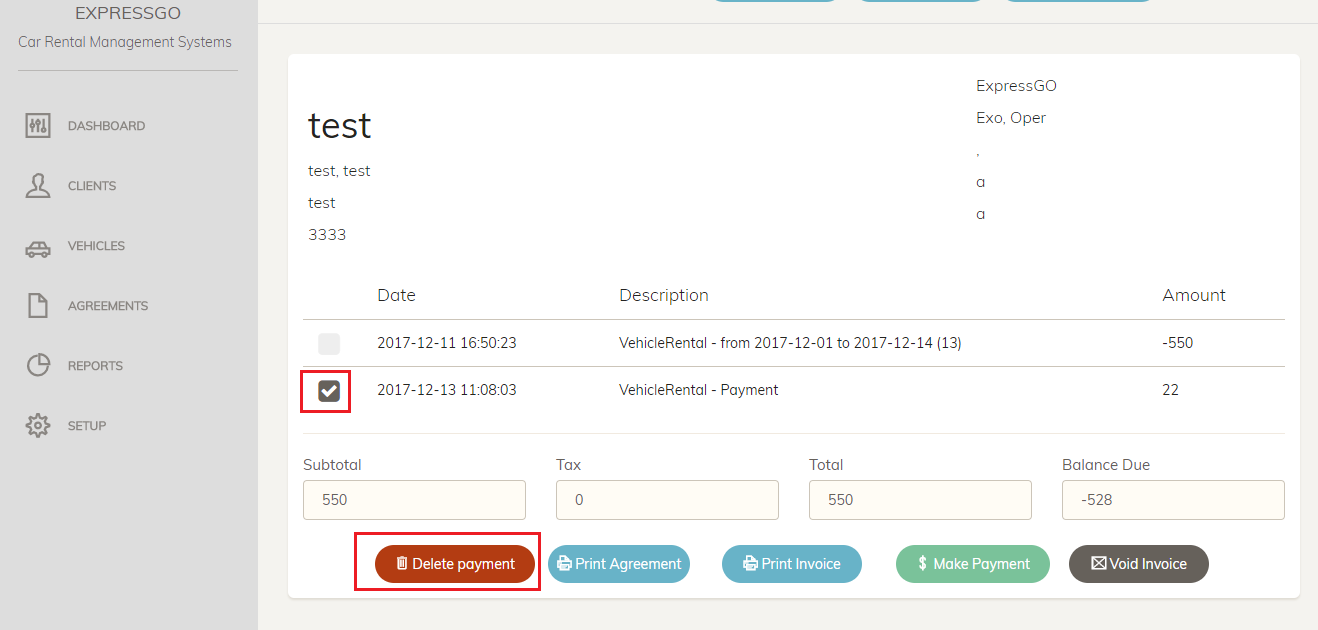 EXPRESSGO
Car Rental Management Systems
DASHBOARD
CLIENTS
VEHICLES
AGREEMENTS
REPORTS
SETUP
test
test, test
test
3333
ExpressGO
Exo, Oper
,
a
a
Date Description Amount
2017-12-11 16:50:23 VehicleRental - from 2017-12-01 to 2017-12-14 (13) -550
2017-12-13 11:08:03 VehicleRental - Payment 22
Subtotal Tax Total Balance Due
550 0 550 -528
Delete payment Print Agreement Print Invoice $ Make Payment Void Invoice